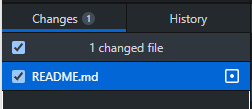 Changes 1 History
1 changed file
README.md